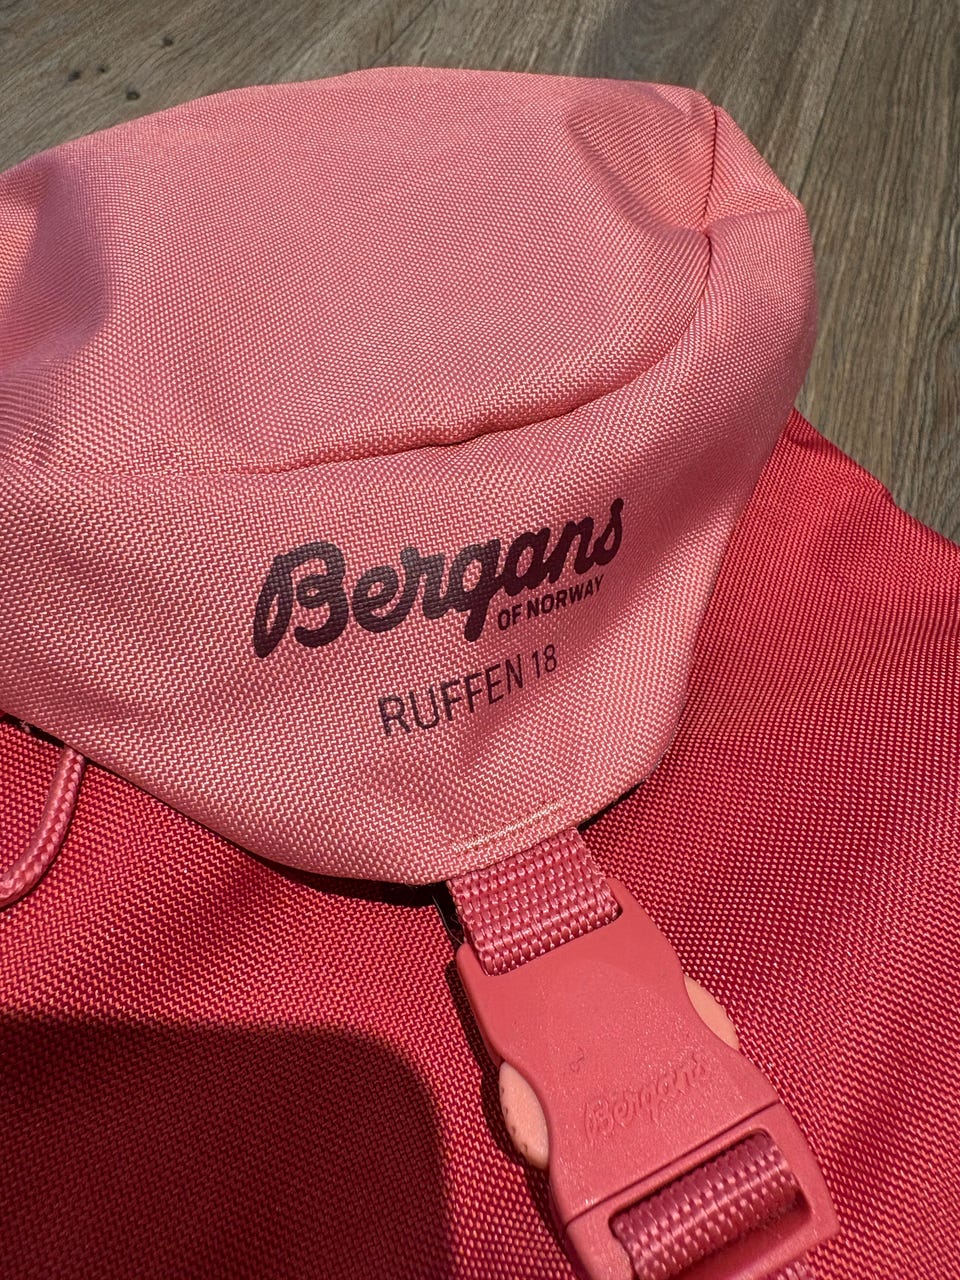 Bergans
OF NORWAY
RUFFEN 18
Bergans